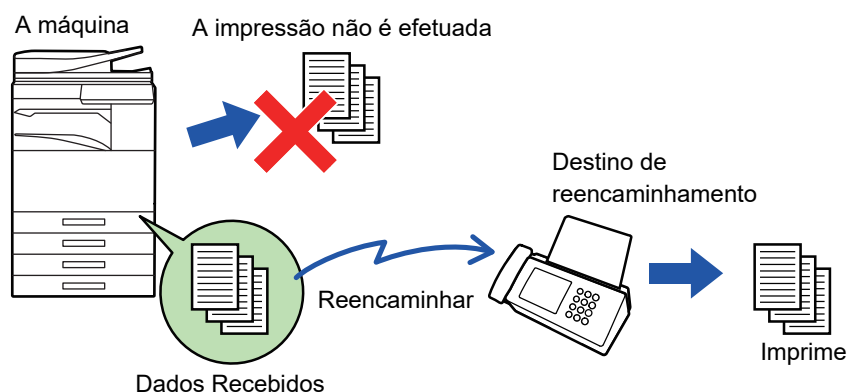 A máquina
A impressão não é efetuada
Destino de
reencaminhamento
Reencaminhar
Imprime
Dados Recebidos